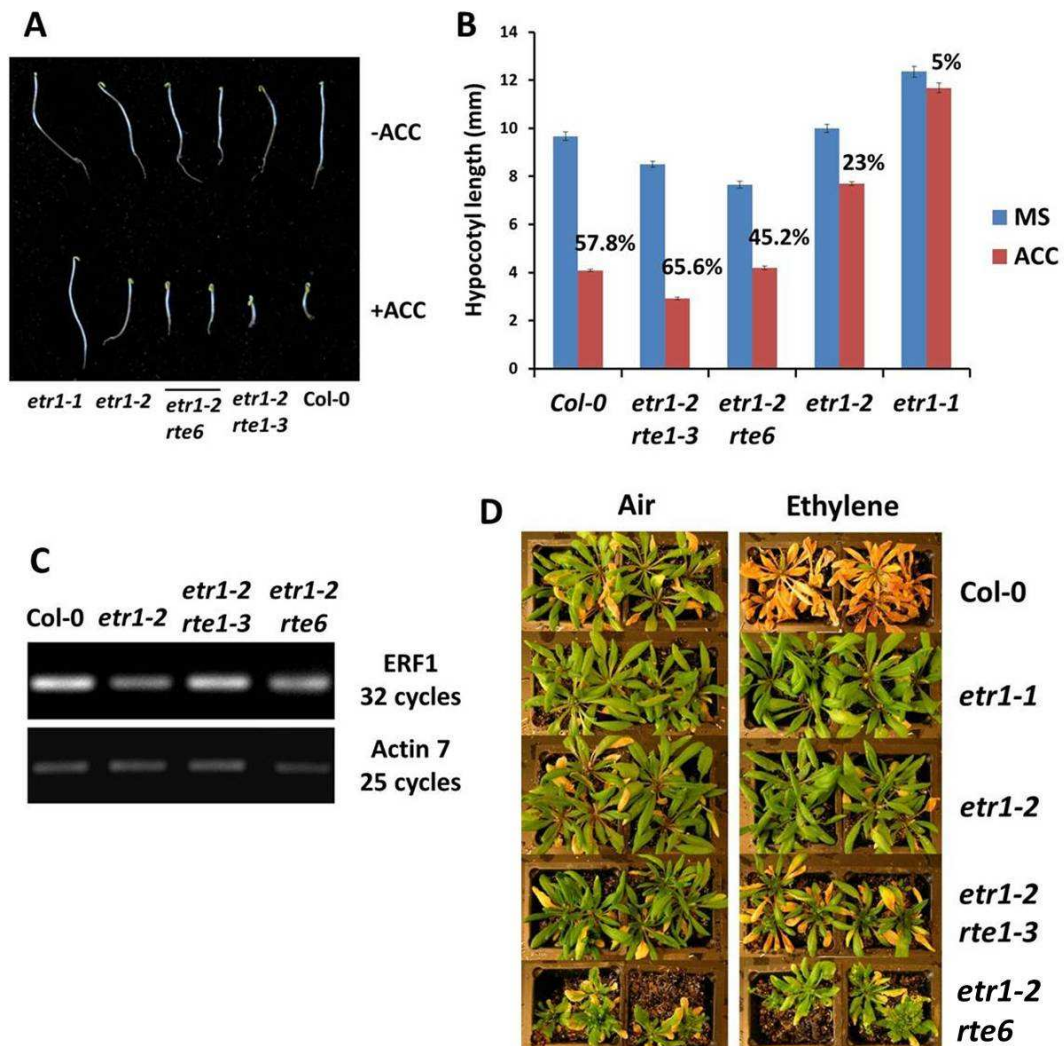 A
-ACC
+ACC
etr1-1
etr1-2
etr1-2
rte6
etr1-2
rte1-3
Col-0
B
Hypocotyl length (mm)
14
12
10
8
6
4
2
0
57.8%
65.6%
45.2%
23%
5%
MS
ACC
Col-0
etr1-2
rte1-3
etr1-2
rte6
etr1-2
etr1-1
C
Col-0
etr1-2
etr1-2
rte1-3
etr1-2
rte6
ERF1
32 cycles
Actin 7
25 cycles
D
Air
Ethylene
Col-0
etr1-1
etr1-2
etr1-2
rte1-3
etr1-2
rte6